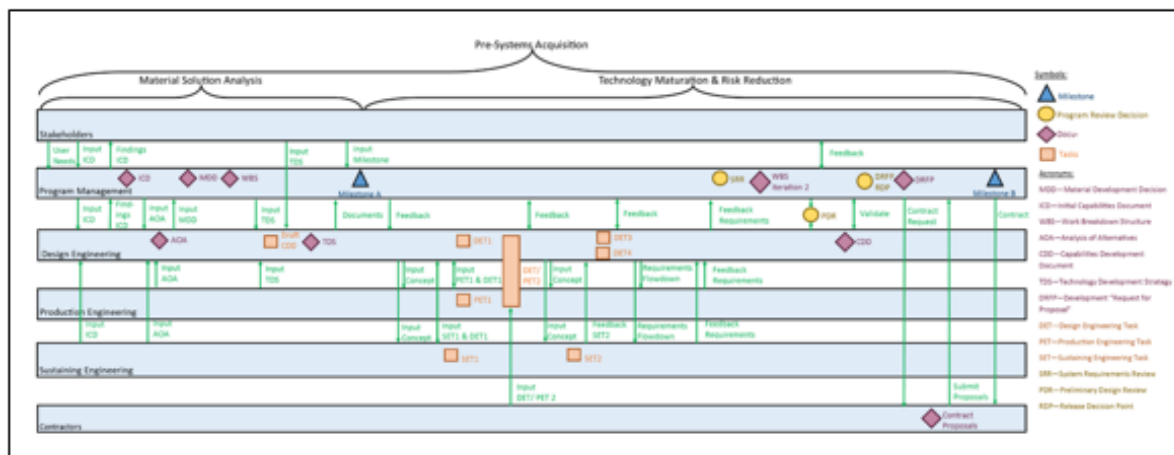 Pre-Systems Acquisition
Material Solution Analysis
Technology Maturation & Risk Reduction
Symbols:
Milestone
Program Review Decision
Docu-
Tasks
Acronyms:
MDD—Material Development Decision
ICD—Initial Capabilities Document
WBS—Work Breakdown Structure
AOA—Analysis of Alternatives
CDD—Capabilities Development
Document
TDS—Technology Development Strategy
DRFP—Development "Request for
Proposal"
DET—Design Engineering Task
PET—Production Engineering Task
SET—Sustaining Engineering Task
SRR—System Requirements Review
PDR—Preliminary Design Review
RDP—Release Decision Point
Stakeholders
User
Needs
Input
ICD
Findings
ICD
Input
TDS
Input
Milestone
Feedback
ICD
MDD
WBS
Milestone A
SRR
WBS
Iteration 2
DRFP
RDP
DRFP
Milestone B
Program Management
Input
ICD
Find-
ings
ICD
Input
AOA
Input
MDD
Input
TDS
Documents
Feedback
Feedback
Feedback
Feedback
Requirements
PDR
Validate
Contract
Request
Contract
AOA
Draft
CDD
TDS
DET1
DET3
DET4
CDD
Design Engineering
Input
AOA
Input
TDS
Input
Concept
Input
PET1 & DET1
DET/
PET2
Input
Concept
Requirements
Flowdown
Feedback
Requirements
PET1
Production Engineering
Input
ICD
Input
AOA
Input
Concept
Input
SET1 & DET1
Input
Concept
Feedback
SET2
Requirements
Flowdown
Feedback
Requirements
SET1
SET2
Sustaining Engineering
Input
DET/ PET 2
Submit
Proposals
Contract
Proposals
Contractors